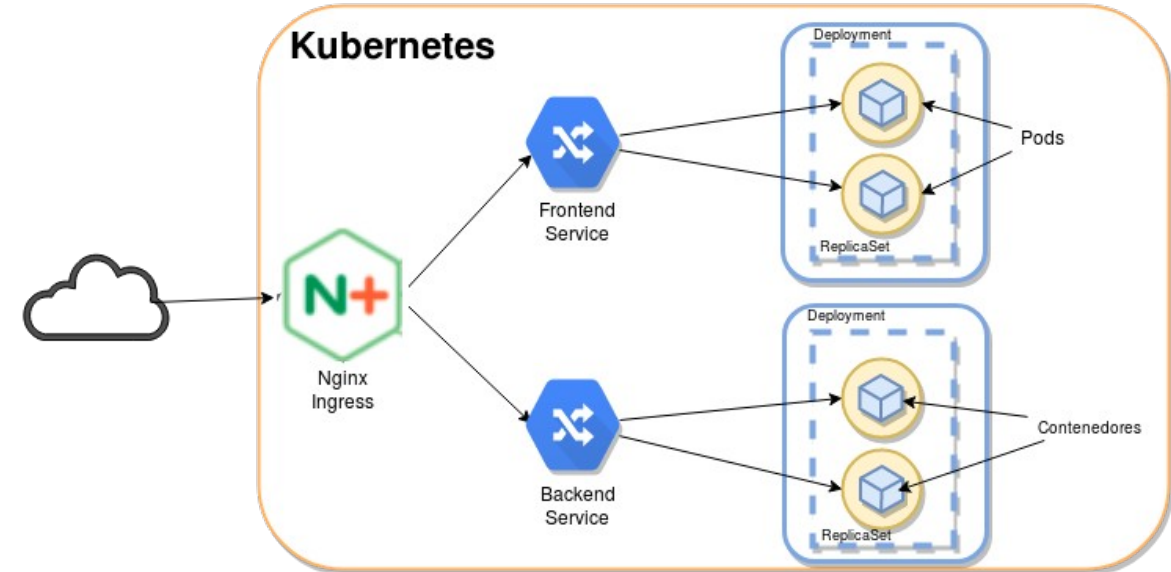 Kubernetes
Deployment
Pods
ReplicaSet
Frontend
Service
N+
Nginx
Ingress
Deployment
Contenedores
ReplicaSet
Backend
Service